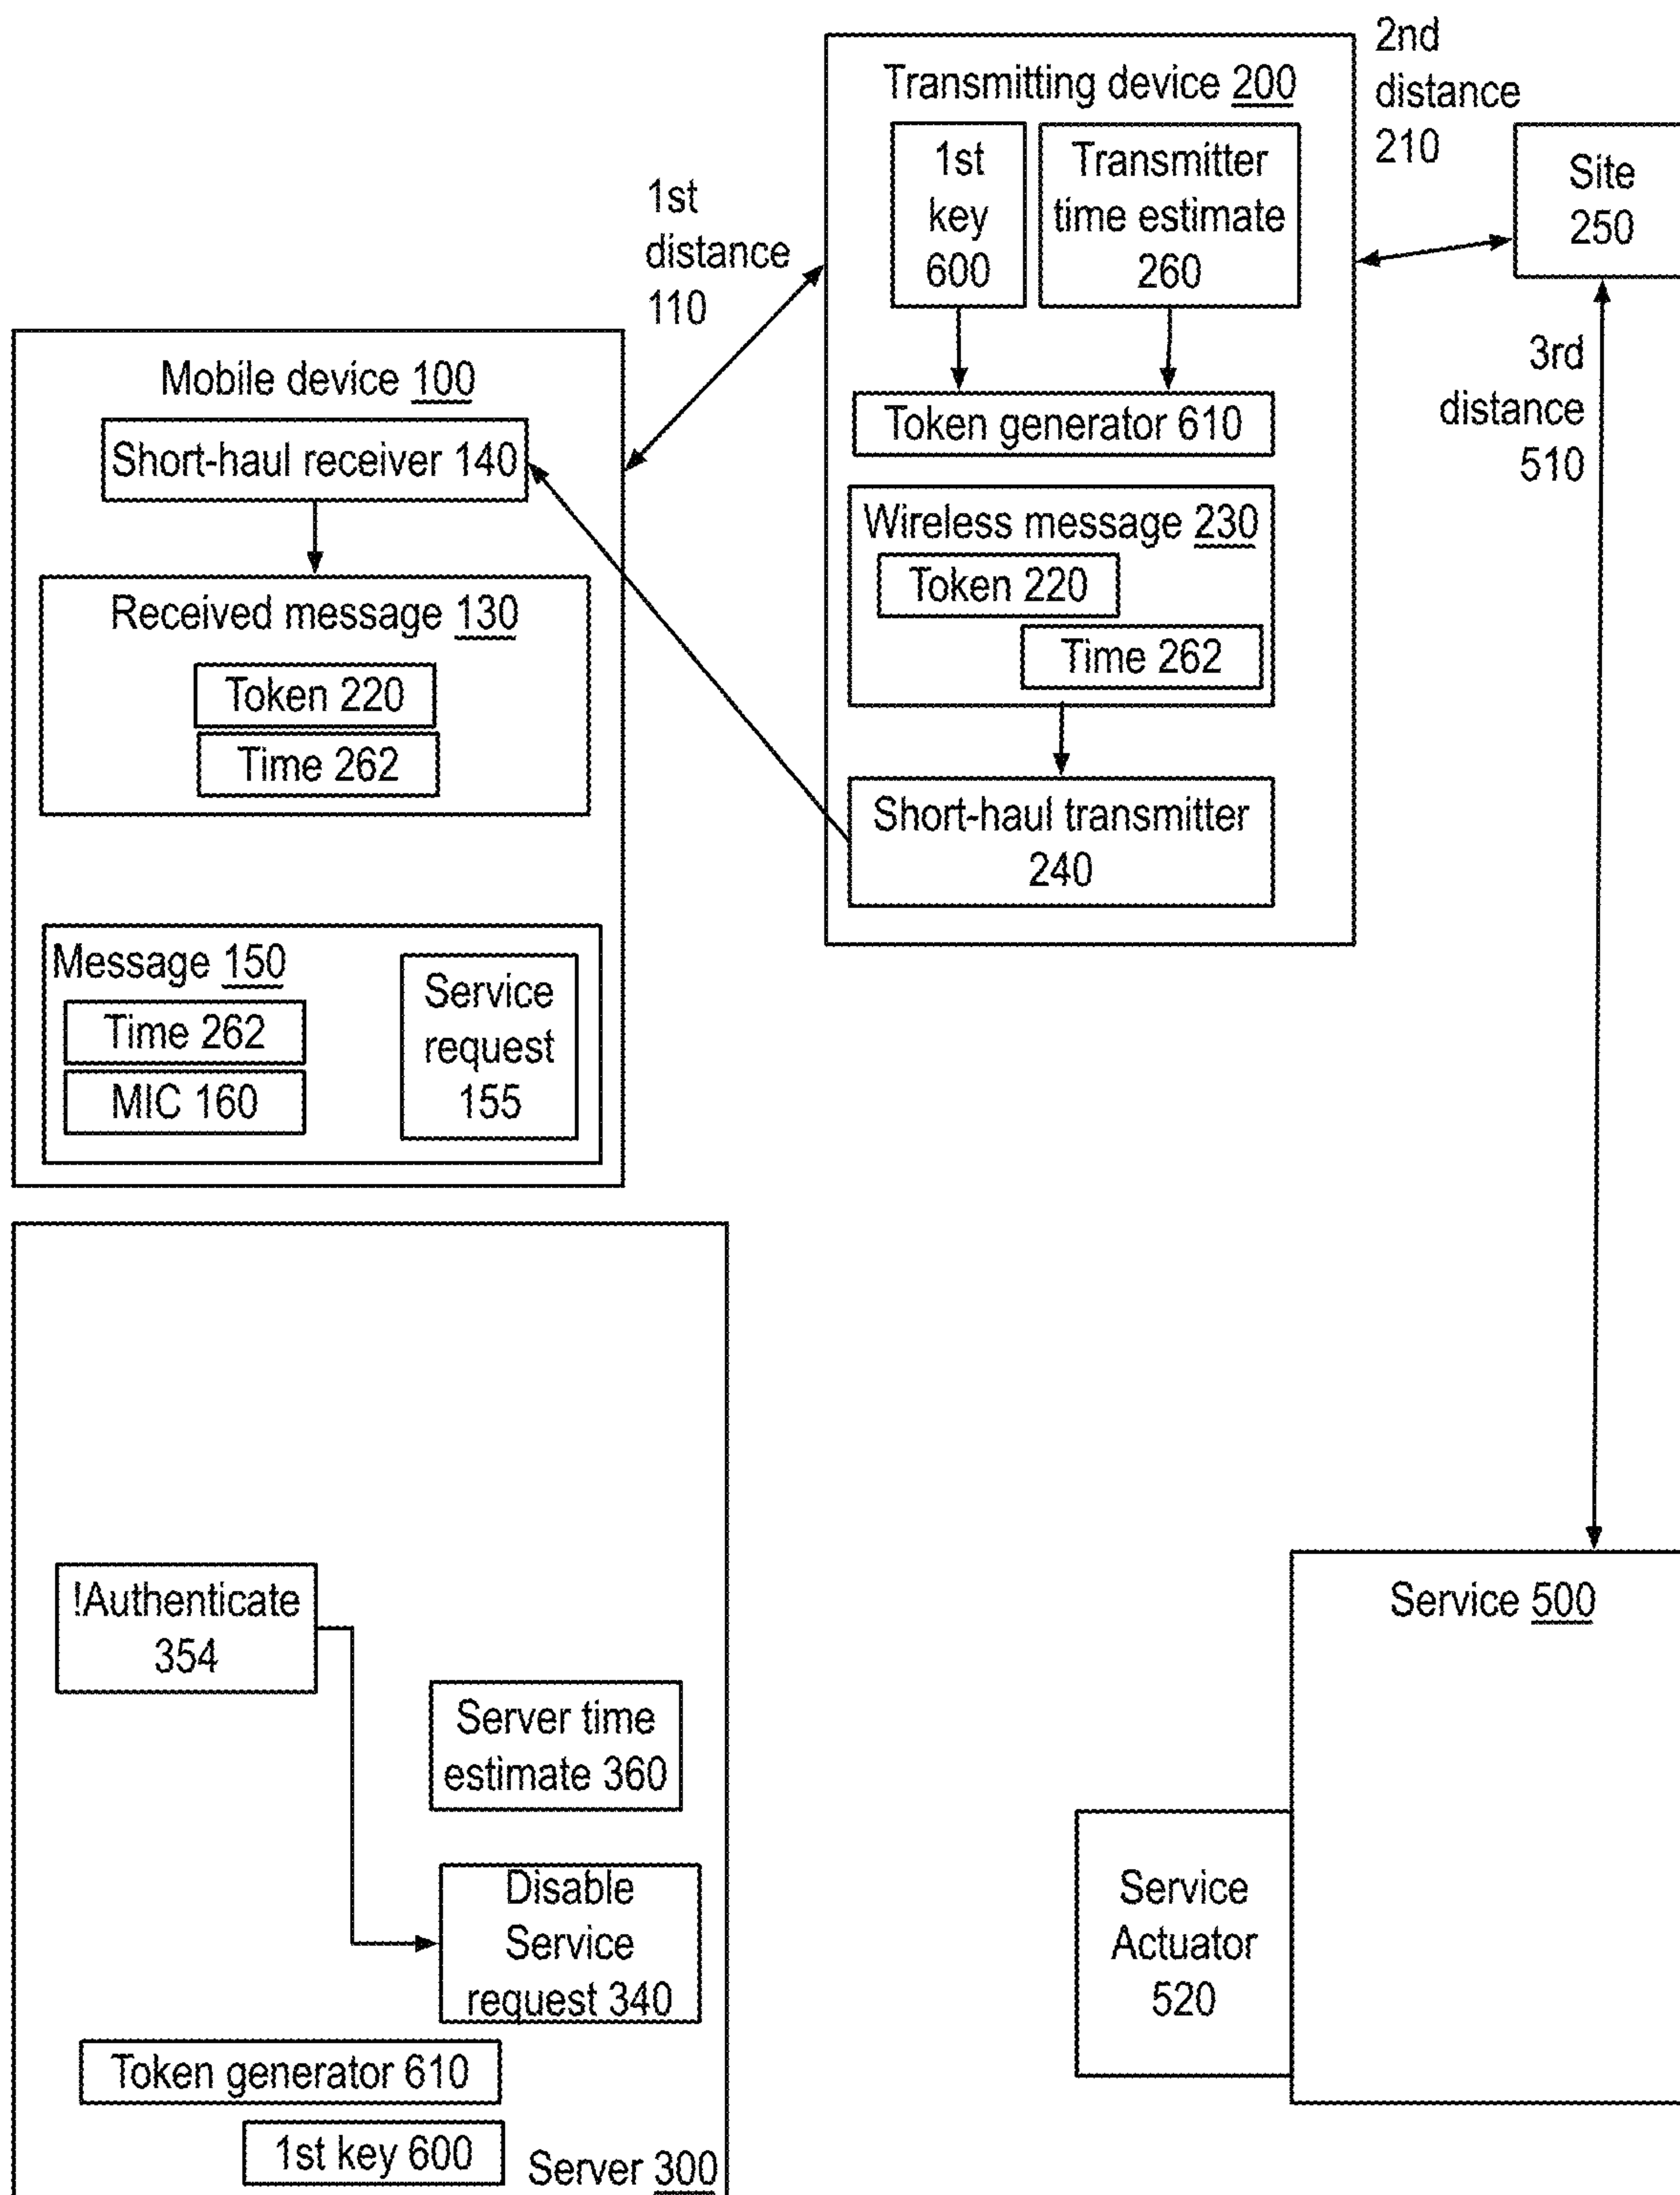 2nd
distance
210
Transmitting device 200
1st
key
600
Transmitter
time estimate
260
Site
250
1st
distance
110
3rd
distance
510
Mobile device 100
Short-haul receiver 140
Token generator 610
Wireless message 230
Token 220
Time 262
Received message 130
Token 220
Time 262
Short-haul transmitter
240
Message 150
Time 262
MIC 160
Service
request
155
!Authenticate
354
Server time
estimate 360
Disable
Service
request 340
Token generator 610
1st key 600
Server 300
Service 500
Service
Actuator
520